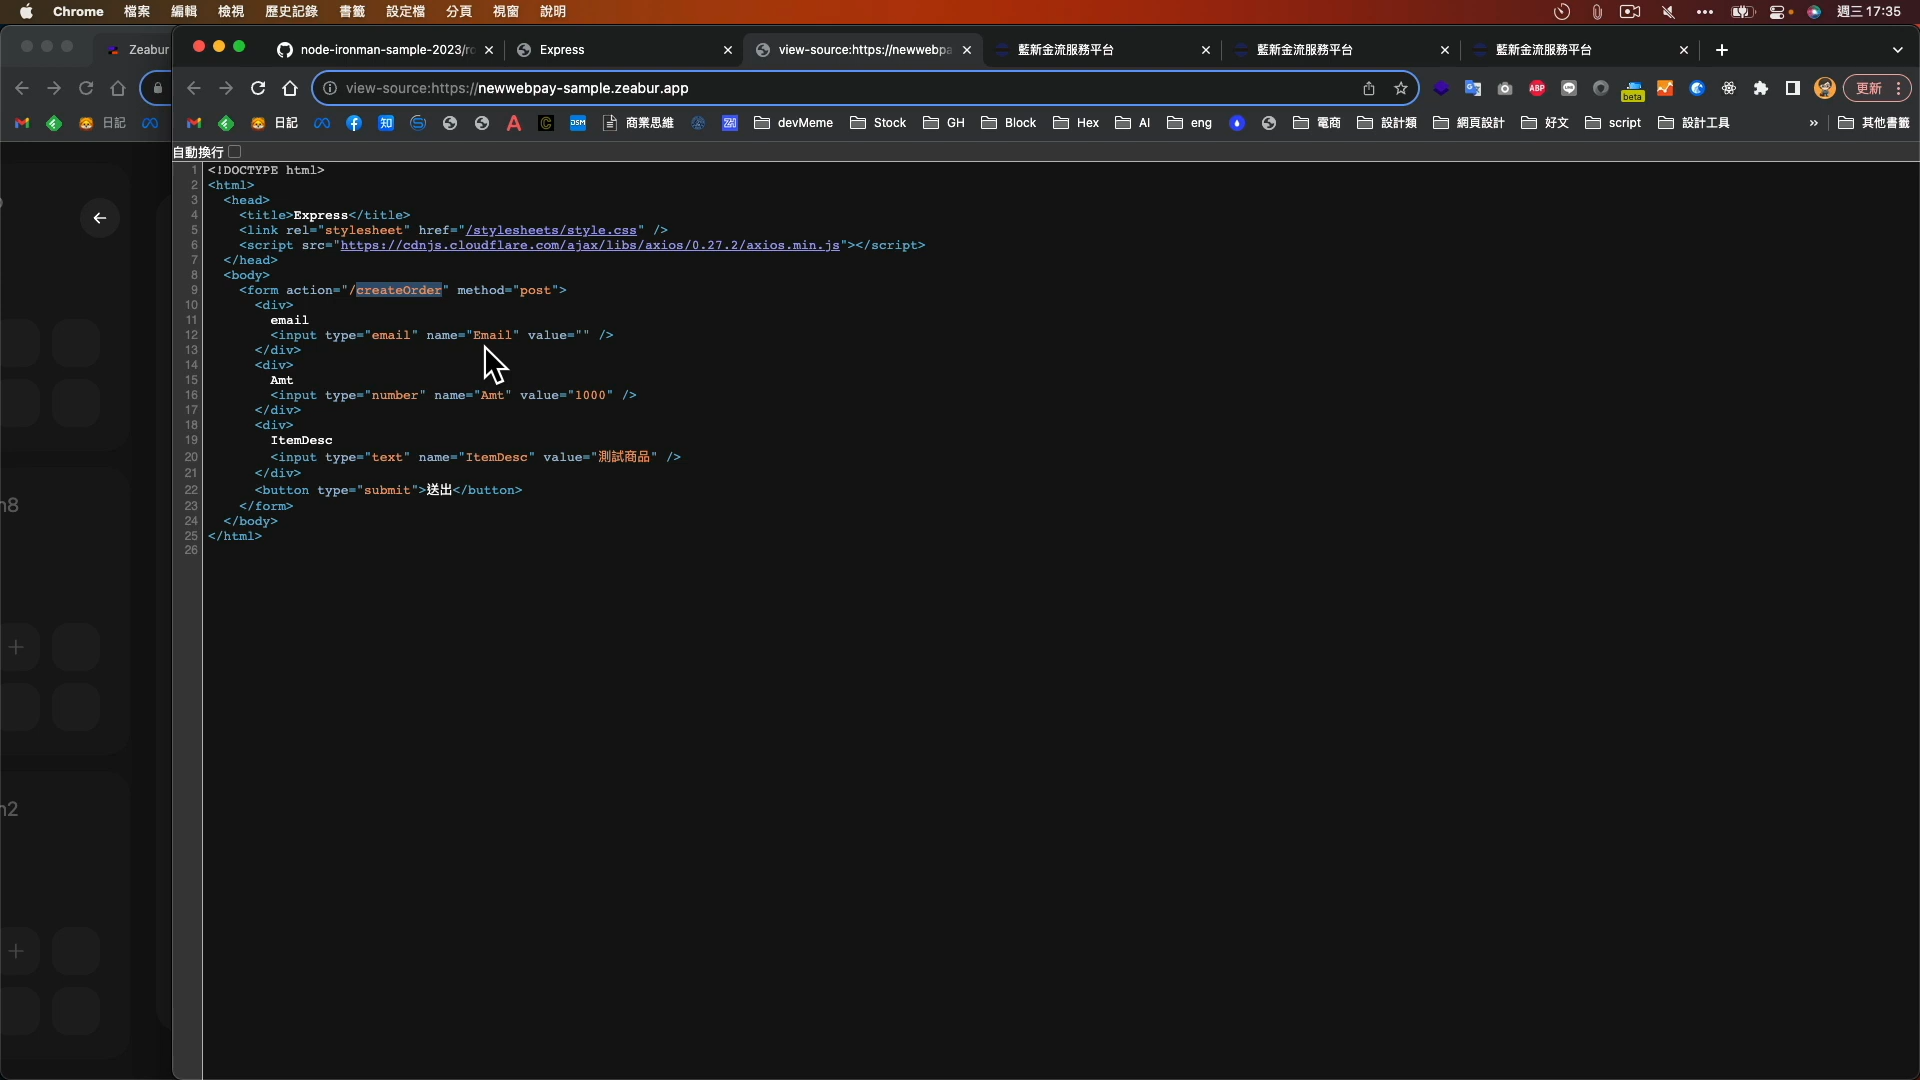 Chrome 檔案 編輯 檢視 歷史記錄 書籤 設定檔 分頁 視窗 說明 週三 17:35
Zeabur node-ironman-sample-2023/ro Express view-source:https://newwebpa 藍新金流服務平台 藍新金流服務平台 藍新金流服務平台
view-source:https://newwebpay-sample.zeabur.app ABP beta 更新
日記 日記 知 DSM 商業思維 devMeme Stock GH Block Hex AI eng 電商 設計類 網頁設計 好文 script 設計工具 » 其他書籤
自動換行
1 <!DOCTYPE html>
2 <html>
3 <head>
4 <title>Express</title>
5 <link rel="stylesheet" href="/stylesheets/style.css" />
6 <script src="https://cdnjs.cloudflare.com/ajax/libs/axios/0.27.2/axios.min.js"></script>
7 </head>
8 <body>
9 <form action="/createOrder" method="post">
10 <div>
11 email
12 <input type="email" name="Email" value="" />
13 </div>
14 <div>
15 Amt
16 <input type="number" name="Amt" value="1000" />
17 </div>
18 <div>
19 ItemDesc
20 <input type="text" name="ItemDesc" value="測試商品" />
21 </div>
22 <button type="submit">送出</button>
23 </form>
24 </body>
25 </html>
26
n8
n2